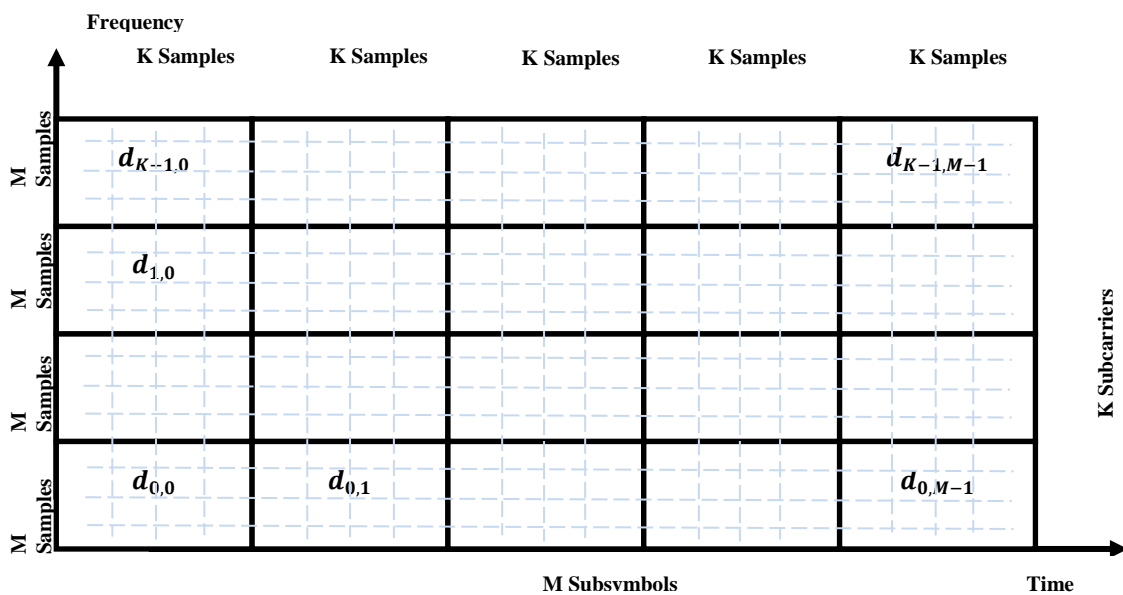 Frequency
K Samples K Samples K Samples K Samples K Samples
M Samples
d_{K-1,0} d_{K-1,M-1}
M Samples
d_{1,0}
M Samples
K Subcarriers
M Samples
d_{0,0} d_{0,1} d_{0,M-1}
M Subsymbols Time